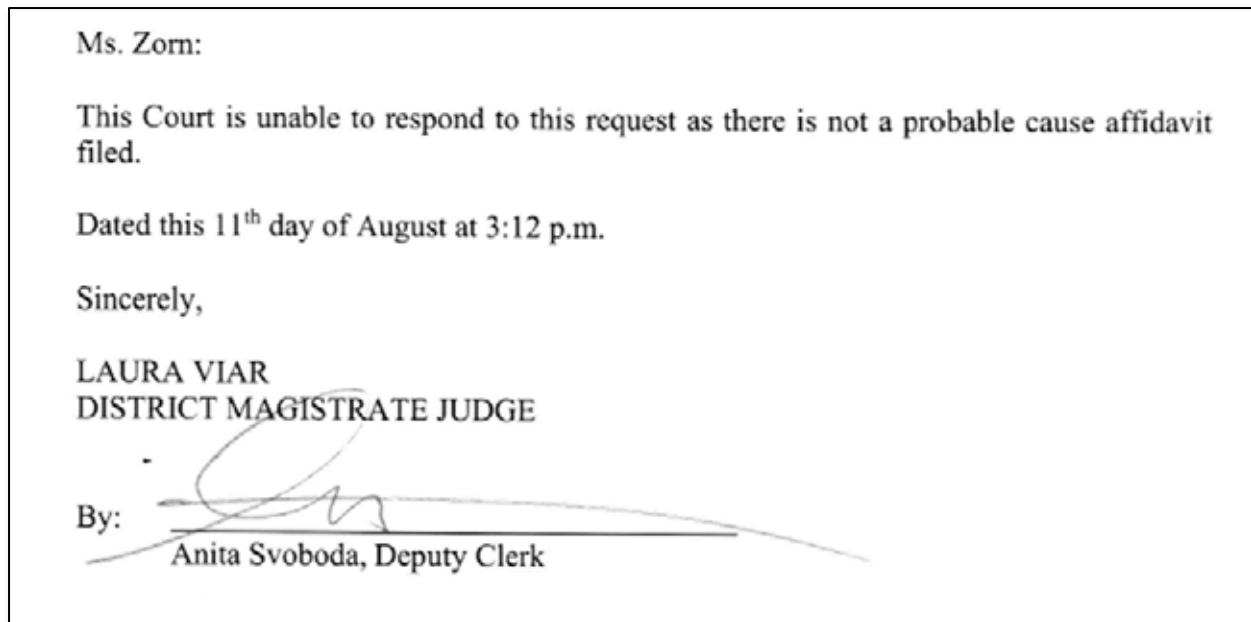 Ms. Zorn:
This Court is unable to respond to this request as there is not a probable cause affidavit
filed.
Dated this 11th day of August at 3:12 p.m.
Sincerely,
LAURA VIAR
DISTRICT MAGISTRATE JUDGE
By:
Anita Svoboda, Deputy Clerk